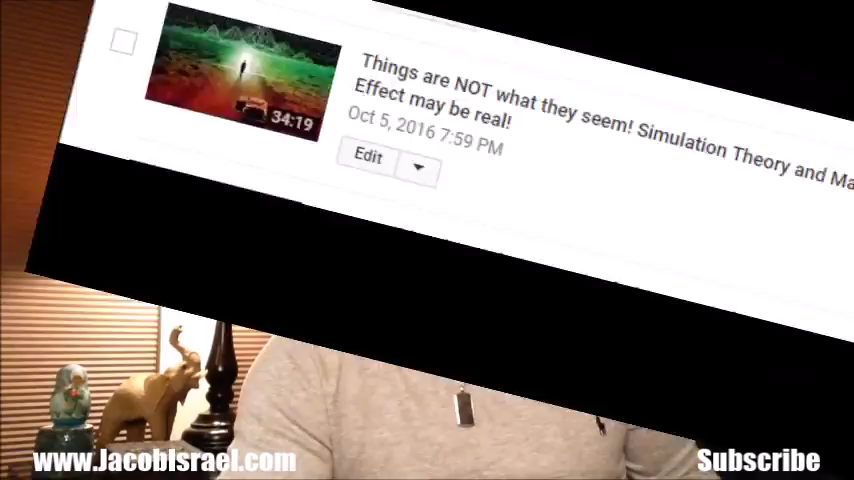 Things are NOT what they seem! Simulation Theory and Ma
Effect may be real!
Oct 5, 2016 7:59 PM
34:19
Edit
www.JacobIsrael.com
Subscribe